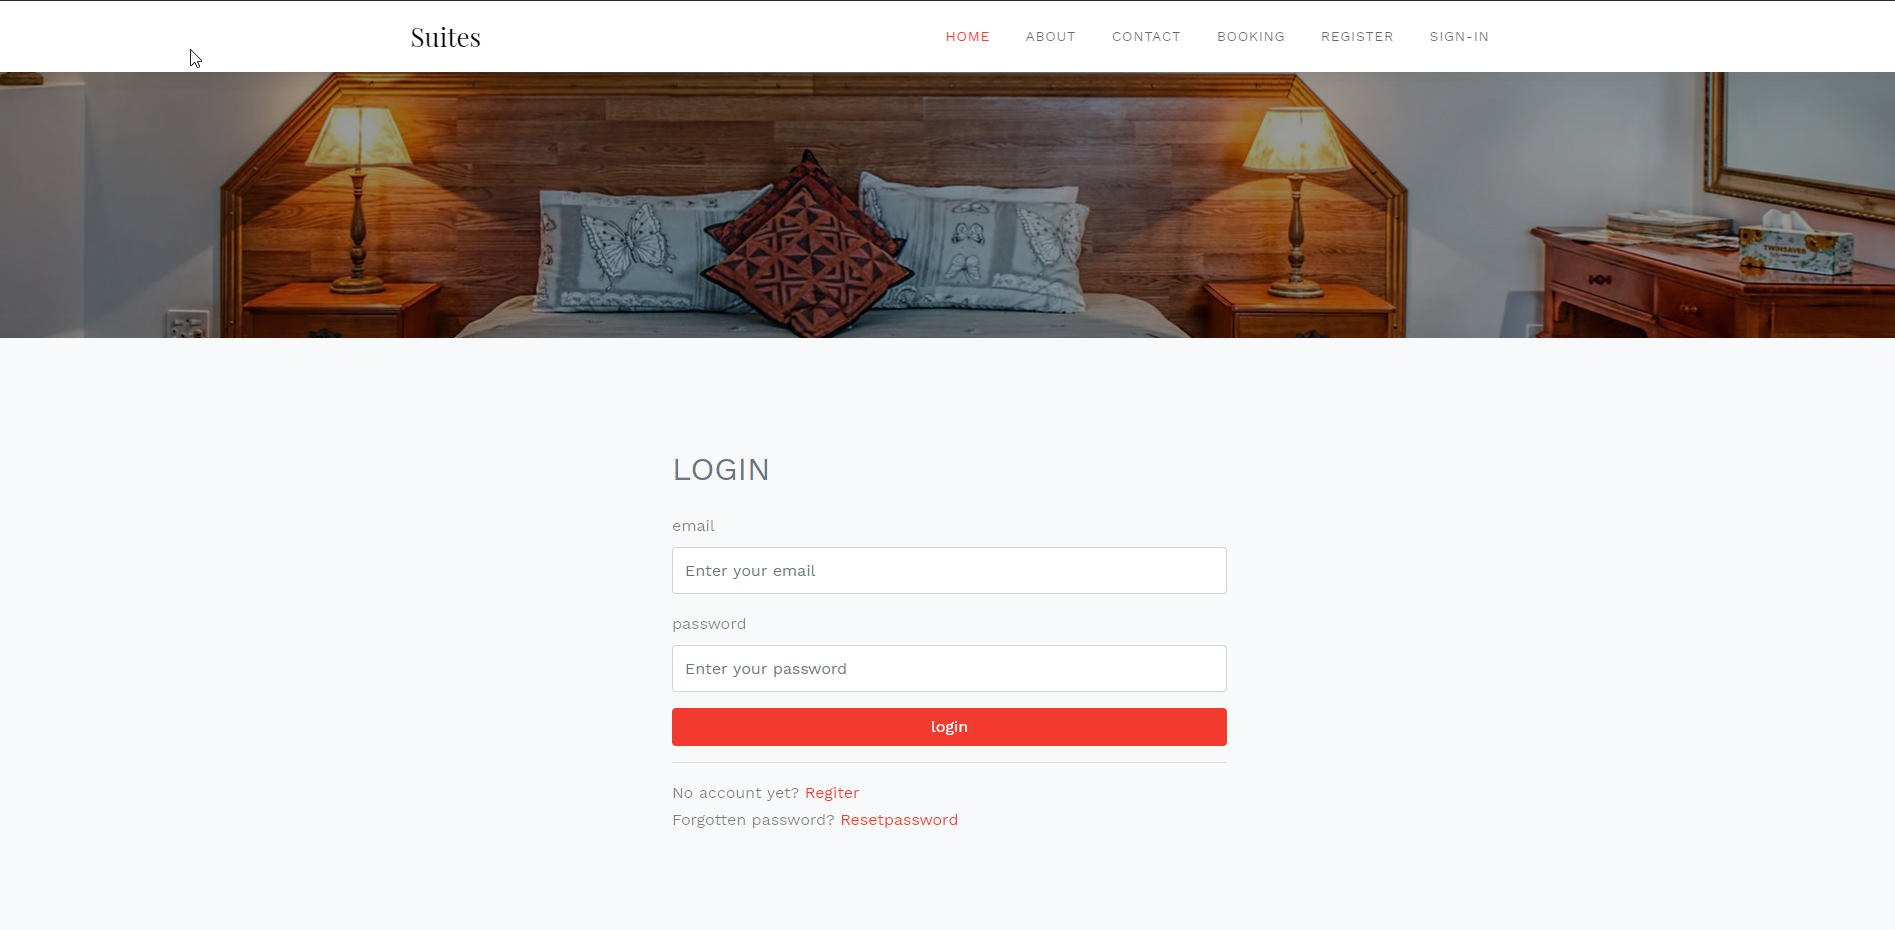 Suites
HOME ABOUT CONTACT BOOKING REGISTER SIGN-IN
TWINSAVER
LOGIN
email
Enter your email
password
Enter your password
login
No account yet? Regiter
Forgotten password? Resetpassword